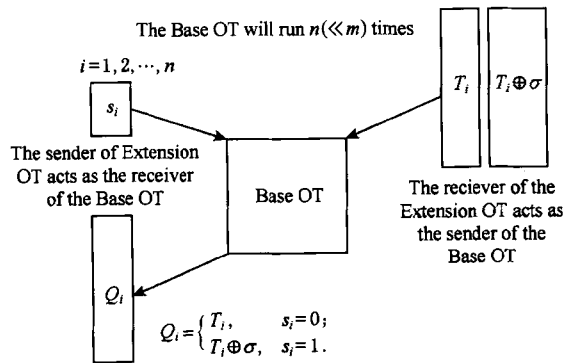 The Base OT will run n(≪m) times
i=1, 2, ⋯, n
s_i
T_i
T_i⊕σ
The sender of Extension
OT acts as the receiver
of the Base OT
Base OT
The reciever of the
Extension OT acts as
the sender of the
Base OT
Q_i
Q_i={T_i, s_i=0;
T_i⊕σ, s_i=1.